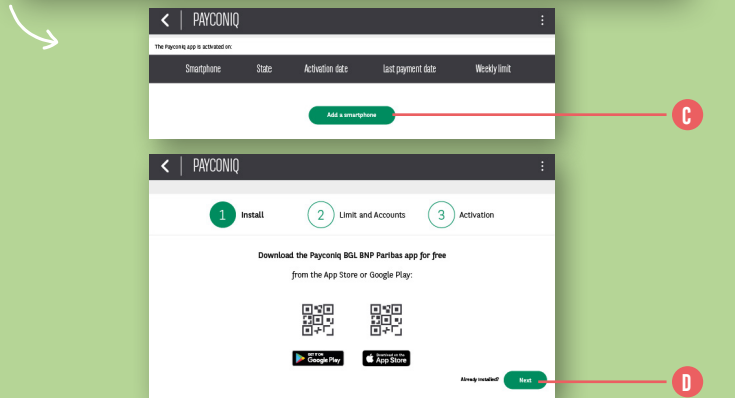 PAYCONIQ
The Payconiq app is activated on:
Smartphone State Activation date Last payment date Weekly limit
Add a smartphone
C
PAYCONIQ
1 Install 2 Limit and Accounts 3 Activation
Download the Payconiq BGL BNP Paribas app for free
from the App Store or Google Play:
GET IT ON
Google Play
Download on the
App Store
Already installed? Next
D